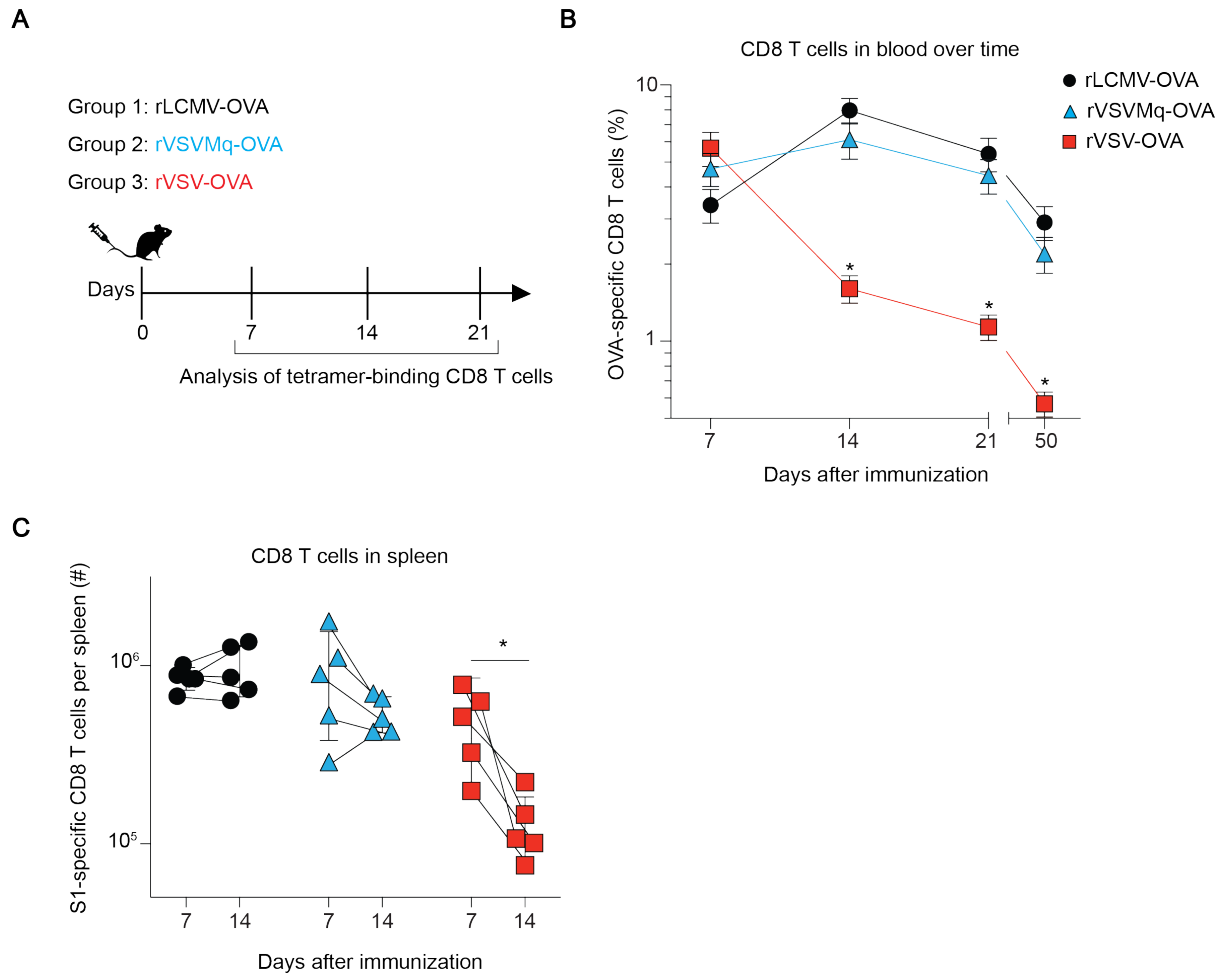 A
Group 1: rLCMV-OVA
Group 2: rVSVMq-OVA
Group 3: rVSV-OVA
Days
0
7
14
21
Analysis of tetramer-binding CD8 T cells
B
CD8 T cells in blood over time
OVA-specific CD8 T cells (%)
10
1
*
*
*
7
14
21
50
Days after immunization
rLCMV-OVA
rVSVMq-OVA
rVSV-OVA
C
CD8 T cells in spleen
S1-specific CD8 T cells per spleen (#)
10⁶
10⁵
*
7
14
7
14
7
14
Days after immunization